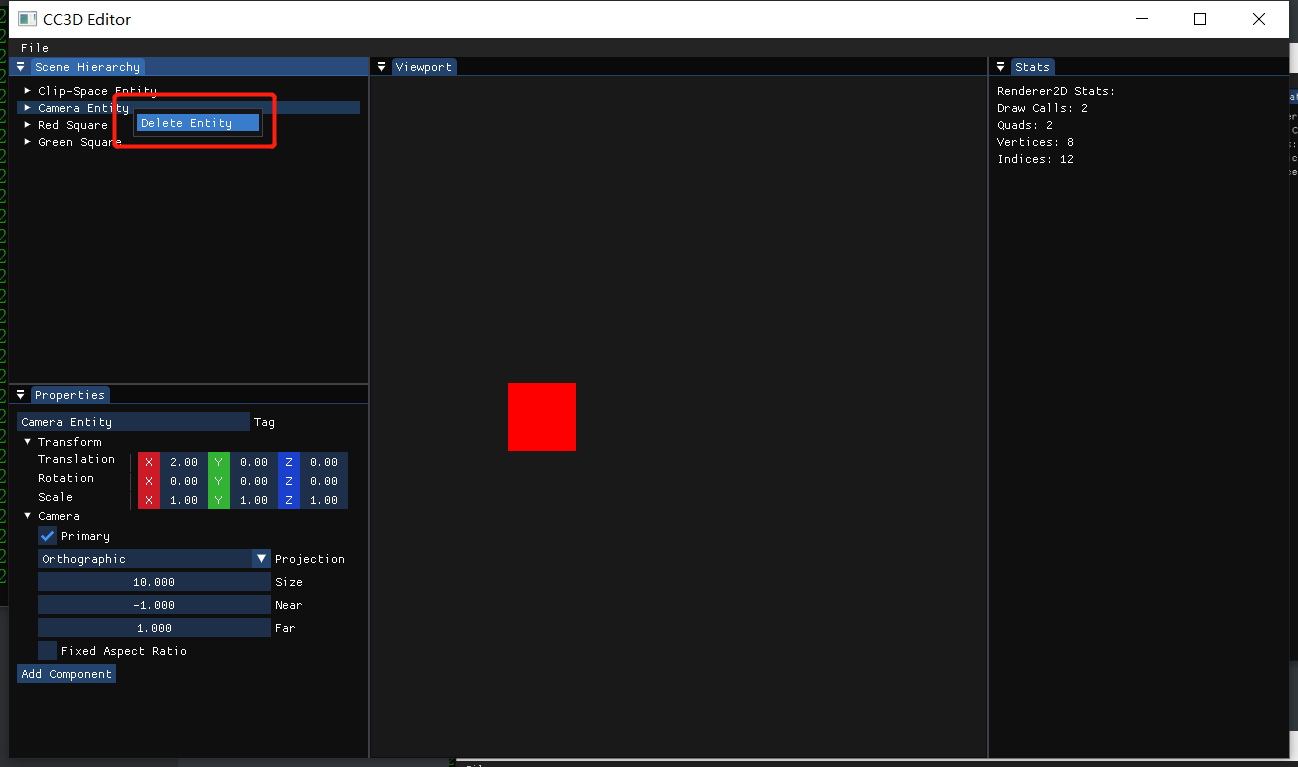 CC3D Editor
File
Scene Hierarchy
Clip-Space Entity
Camera Entity
Delete Entity
Red Square
Green Square
Viewport
Stats
Renderer2D Stats:
Draw Calls: 2
Quads: 2
Vertices: 8
Indices: 12
Properties
Camera Entity Tag
Transform
Translation X 2.00 Y 0.00 Z 0.00
Rotation X 0.00 Y 0.00 Z 0.00
Scale X 1.00 Y 1.00 Z 1.00
Camera
Primary
Orthographic Projection
10.000 Size
-1.000 Near
1.000 Far
Fixed Aspect Ratio
Add Component